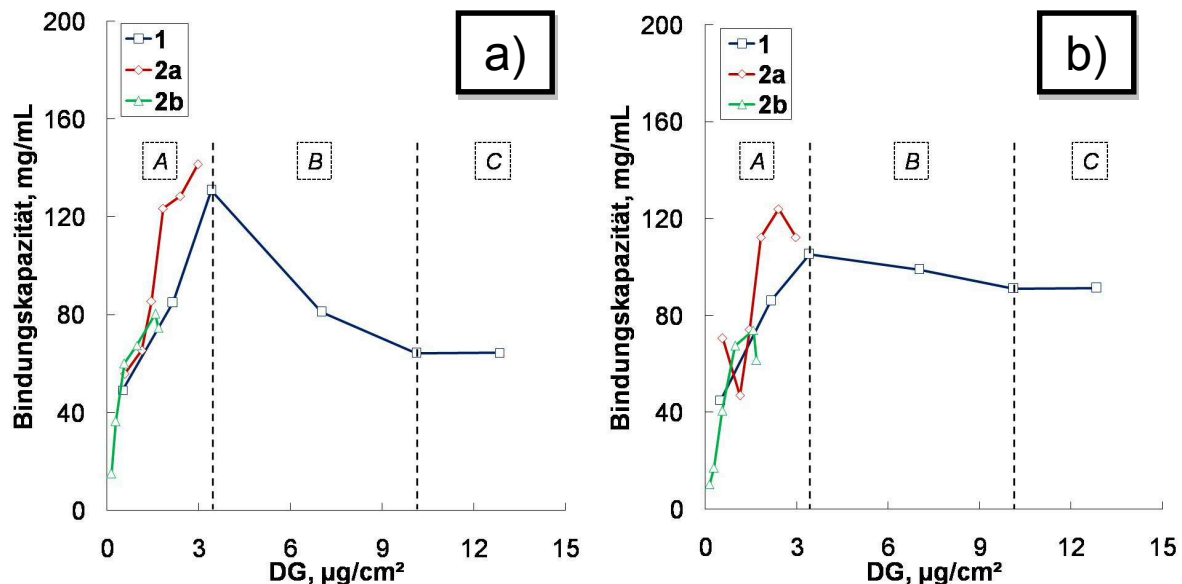 a)
1
2a
2b
A
B
C
200
160
120
80
40
0
Bindungskapazität, mg/mL
0 3 6 9 12 15
DG, µg/cm²
b)
1
2a
2b
A
B
C
200
160
120
80
40
0
Bindungskapazität, mg/mL
0 3 6 9 12 15
DG, µg/cm²